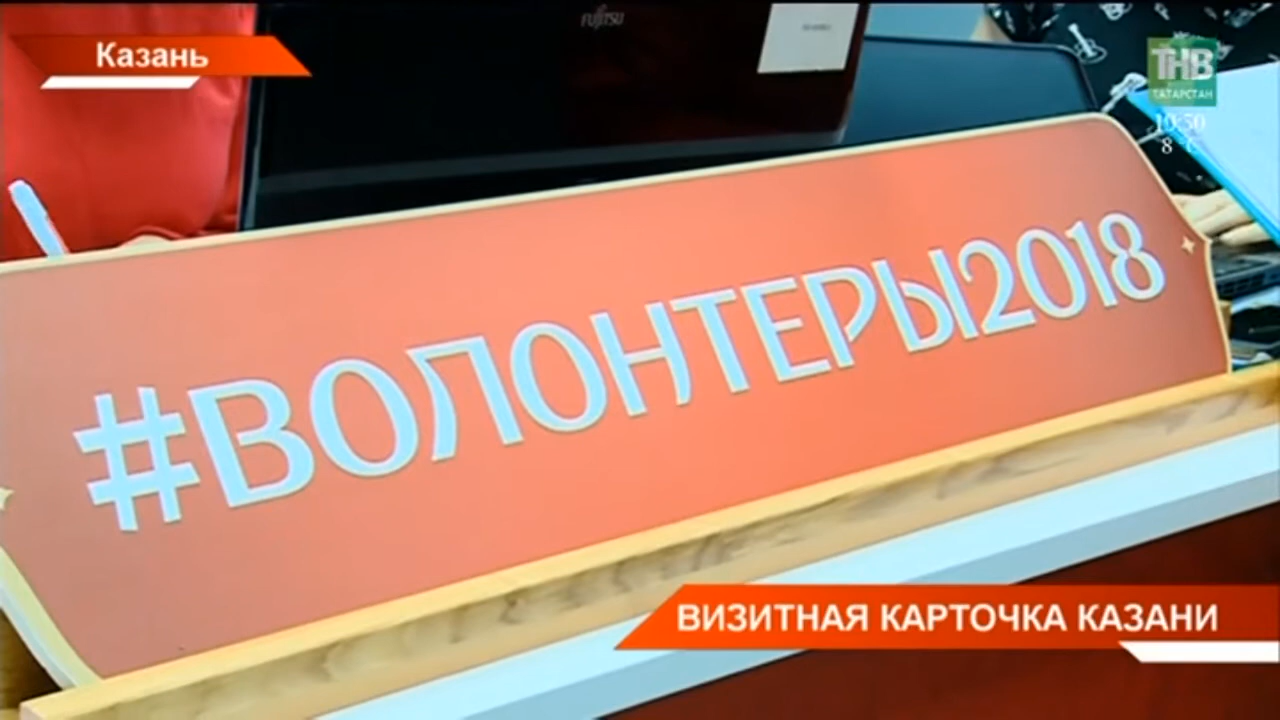 Казань
FUJITSU
ТНВ
ТАТАРСТАН
10:50
8 °C
#ВОЛОНТЕРЫ2018
ВИЗИТНАЯ КАРТОЧКА КАЗАНИ